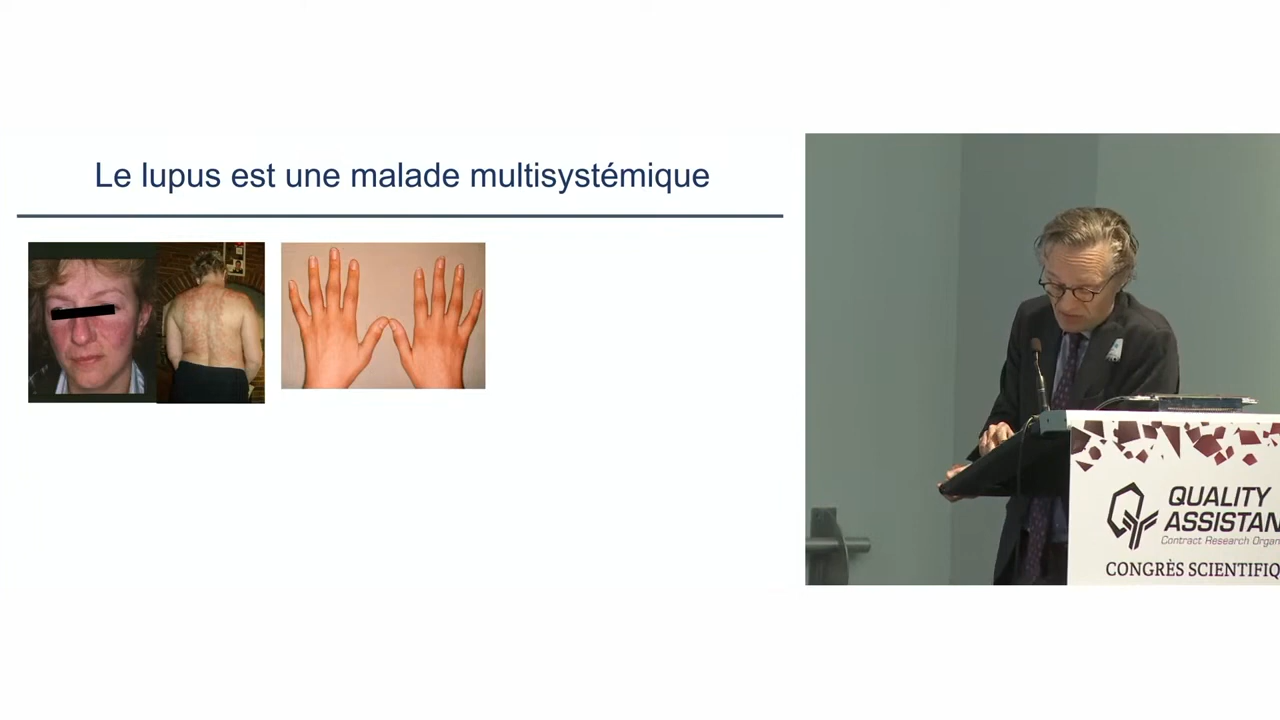 Le lupus est une malade multisystémique
QUALITY
ASSISTAN
Contract Research Organ
CONGRÈS SCIENTIFIQ